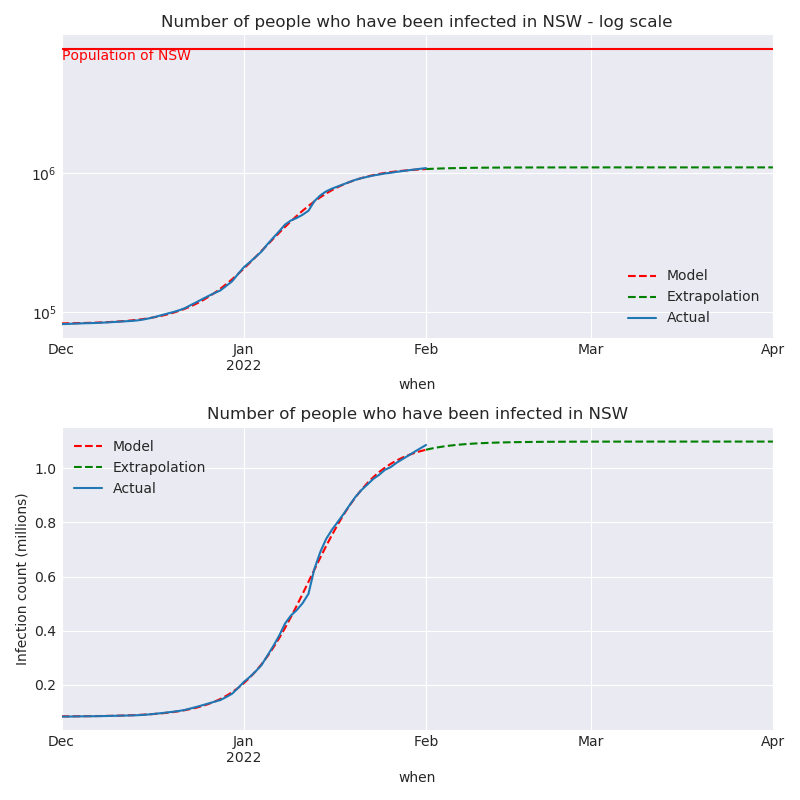 Number of people who have been infected in NSW - log scale
Population of NSW
10^6
10^5
Model
Extrapolation
Actual
Dec Jan Feb Mar Apr
2022
when
Number of people who have been infected in NSW
Model
Extrapolation
Actual
Infection count (millions)
1.0
0.8
0.6
0.4
0.2
Dec Jan Feb Mar Apr
2022
when